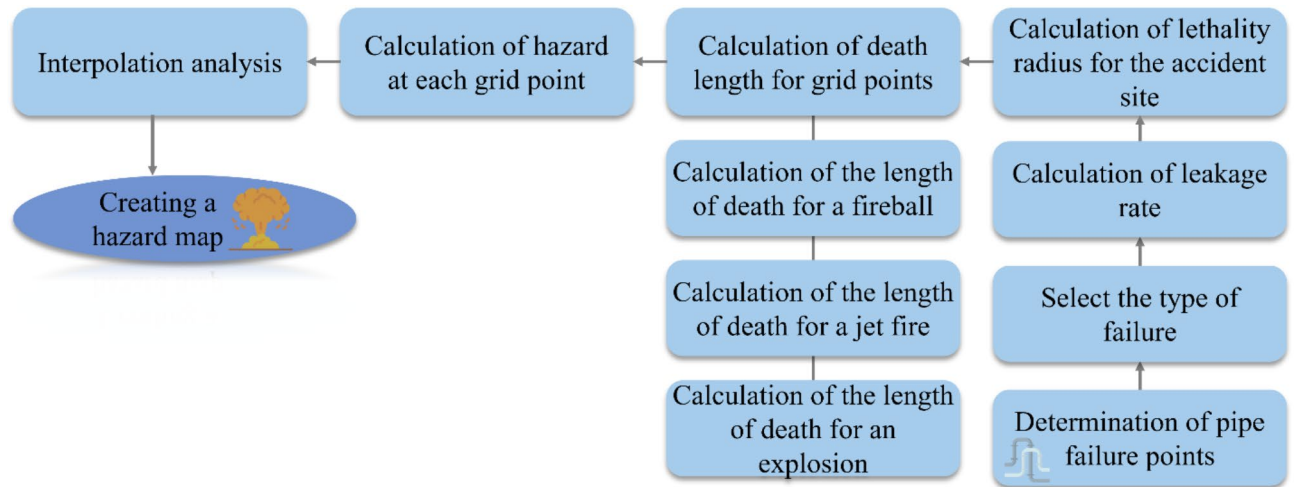 Interpolation analysis
Calculation of hazard
at each grid point
Calculation of death
length for grid points
Calculation of lethality
radius for the accident
site
Creating a
hazard map
Calculation of the length
of death for a fireball
Calculation of leakage
rate
Calculation of the length
of death for a jet fire
Select the type of
failure
Calculation of the length
of death for an
explosion
Determination of pipe
failure points